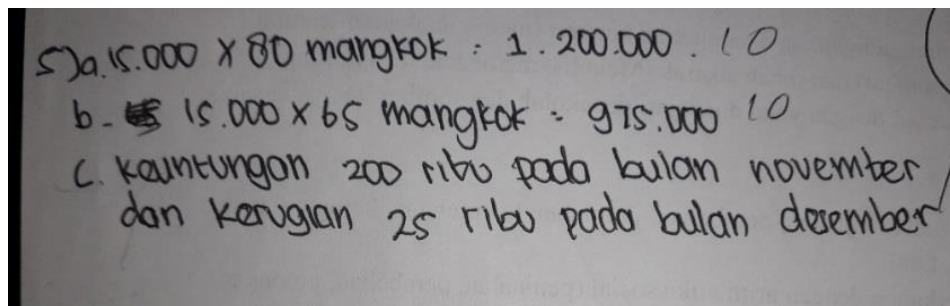 5)a. 15.000 x 80 mangkok : 1.200.000. 10
b. 15.000 x 65 mangkok : 975.000 10
c. Kauntungan 200 ribu pada bulan november
dan kerugian 25 ribu pada bulan desember